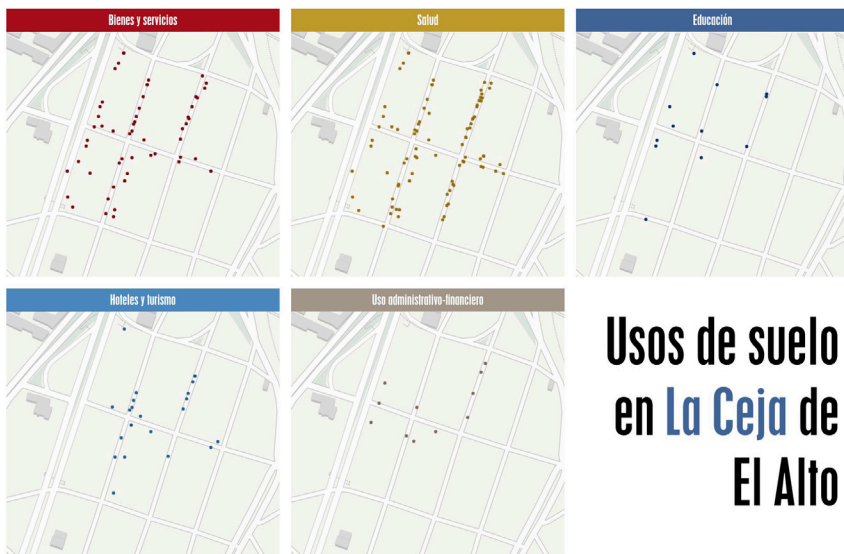 Bienes y servicios
Salud
Educación
Hoteles y turismo
Uso administrativo-financiero
Usos de suelo
en La Ceja de
El Alto